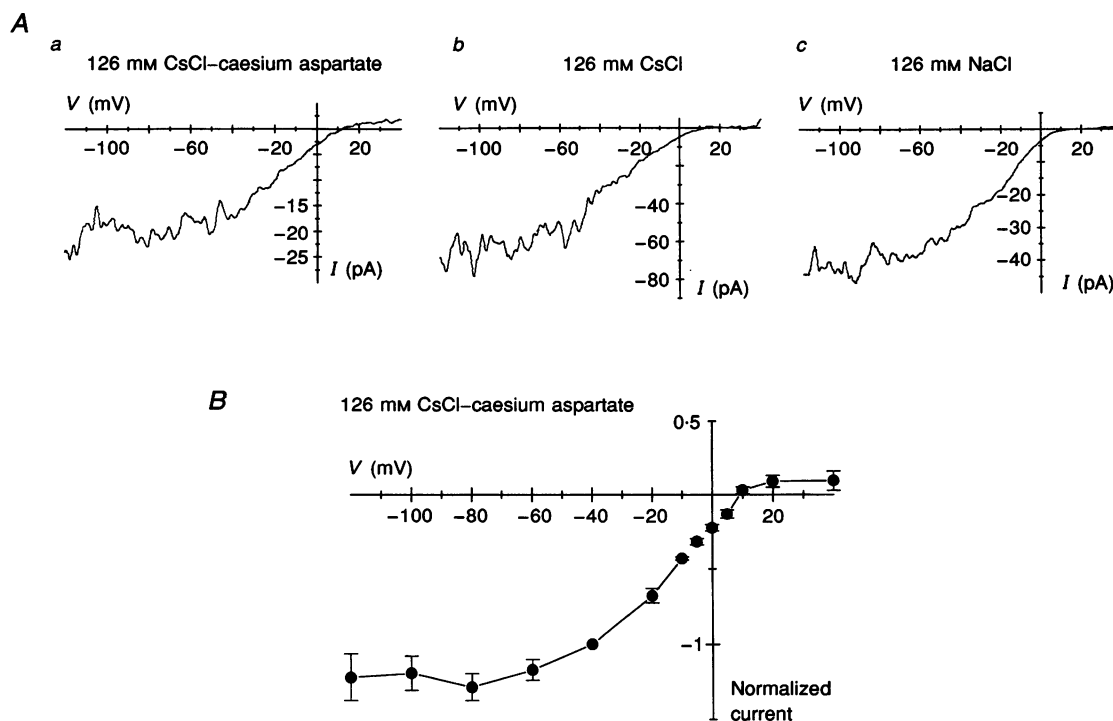 A
a
126 mM CsCl–caesium aspartate
V (mV)
−100 −60 −20 20
−15
−20
−25
I (pA)
b
126 mM CsCl
V (mV)
−100 −60 −20 20
−40
−60
−80
I (pA)
c
126 mM NaCl
V (mV)
−100 −60 −20 20
−20
−30
−40
I (pA)
B
126 mM CsCl–caesium aspartate
0·5
V (mV)
−100 −80 −60 −40 −20 20
−1
Normalized
current